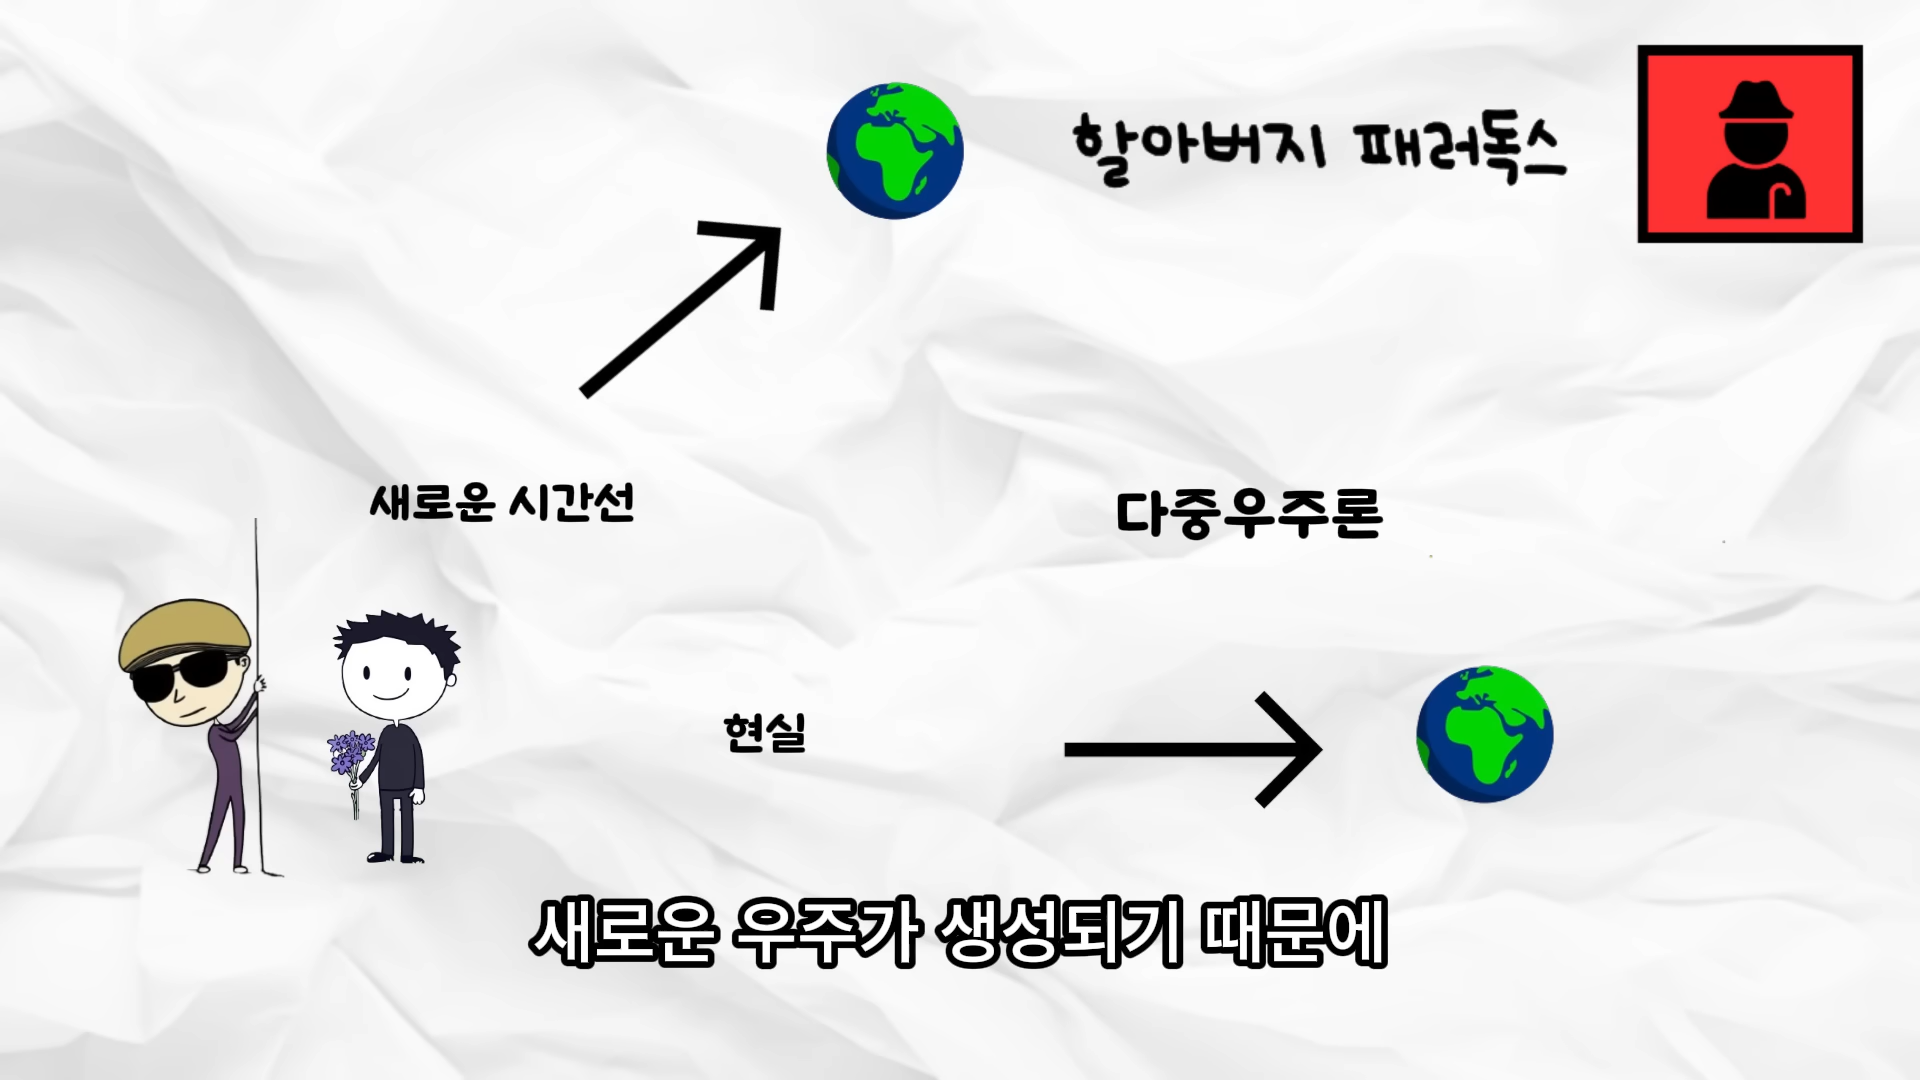 할아버지 패러독스
새로운 시간선
다중우주론
현실
새로운 우주가 생성되기 때문에